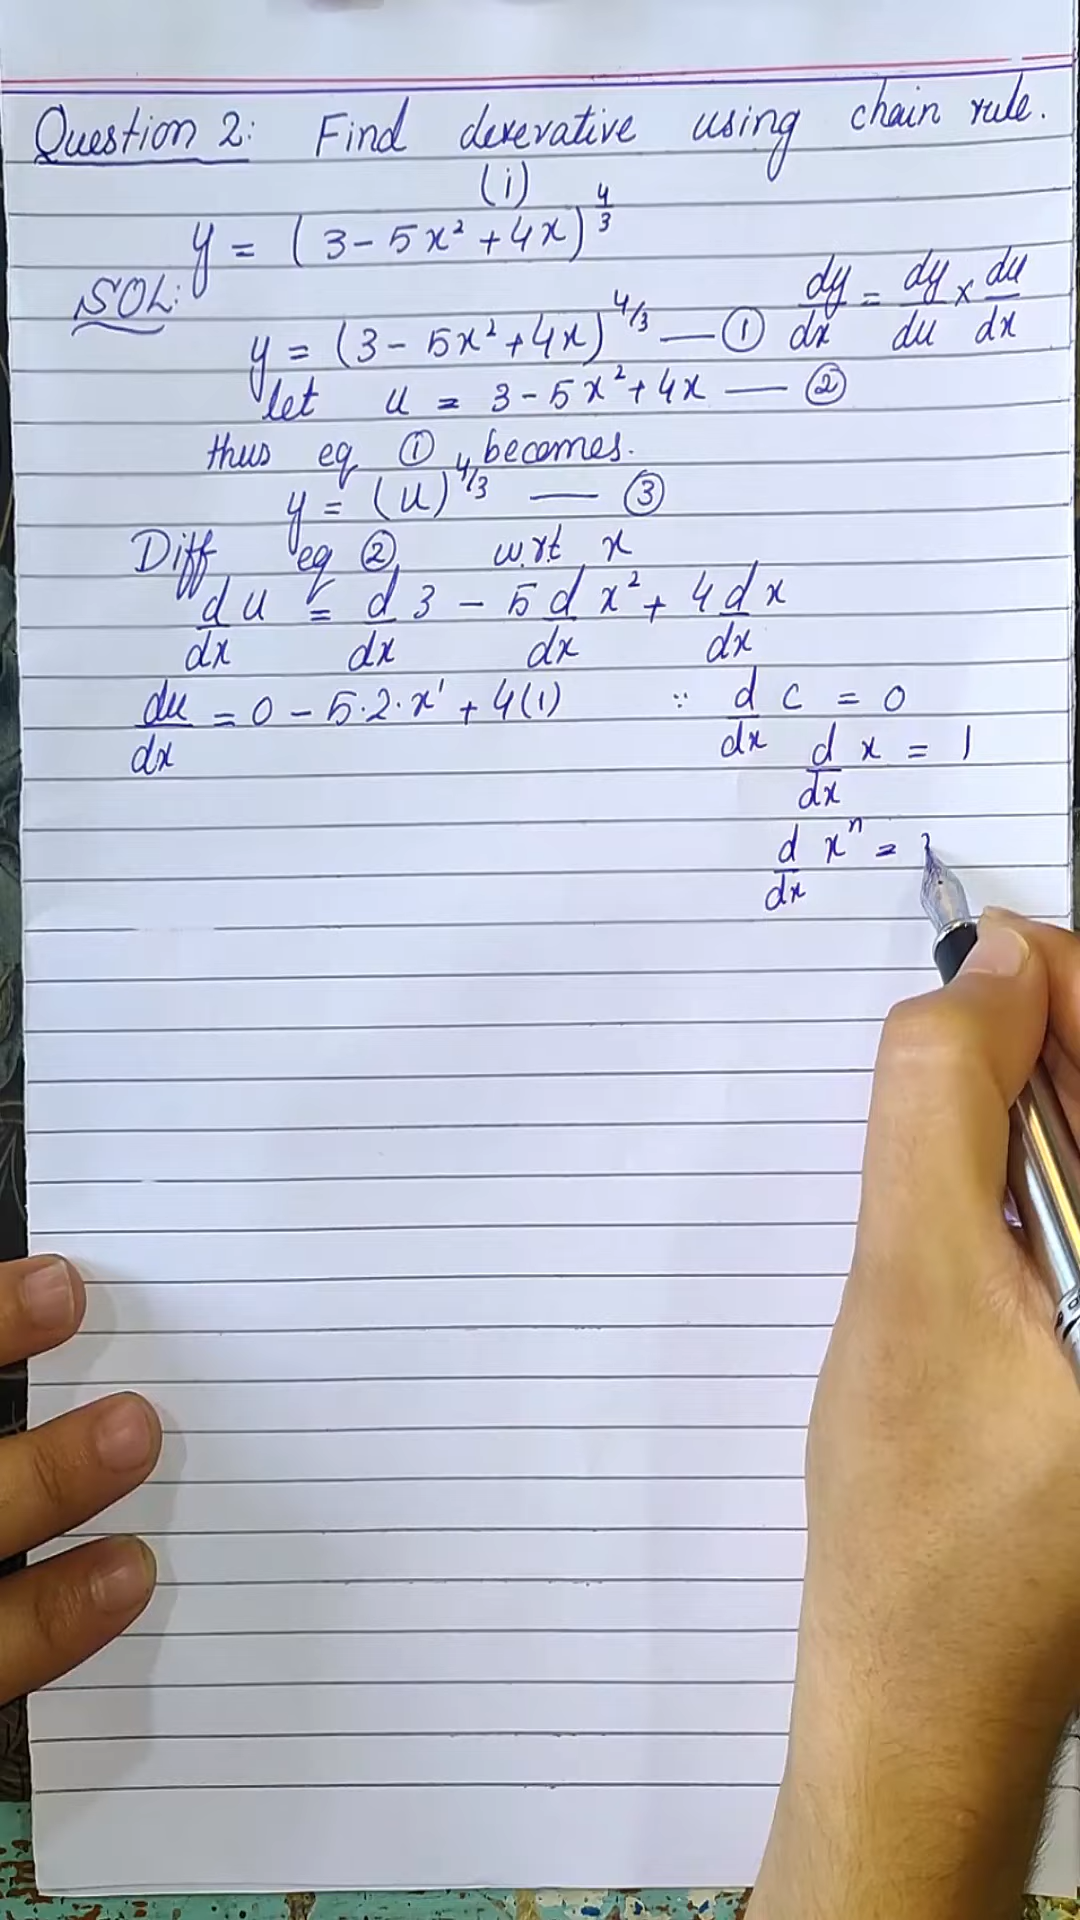 Question 2: Find derevative using chain rule.
(i)
y = (3 - 5x² + 4x)^{4/3}
SOL:
y = (3 - 5x² + 4x)^{4/3} — ① dy/dx = dy/du × du/dx
let u = 3 - 5x² + 4x — ②
thus eq ① becomes.
y = (u)^{4/3} — ③
Diff eq ② w.r.t x
d/dx u = d/dx 3 - 5 d/dx x² + 4 d/dx x
du/dx = 0 - 5·2·x¹ + 4(1) ∵ d/dx c = 0
d/dx x = 1
d/dx xⁿ =